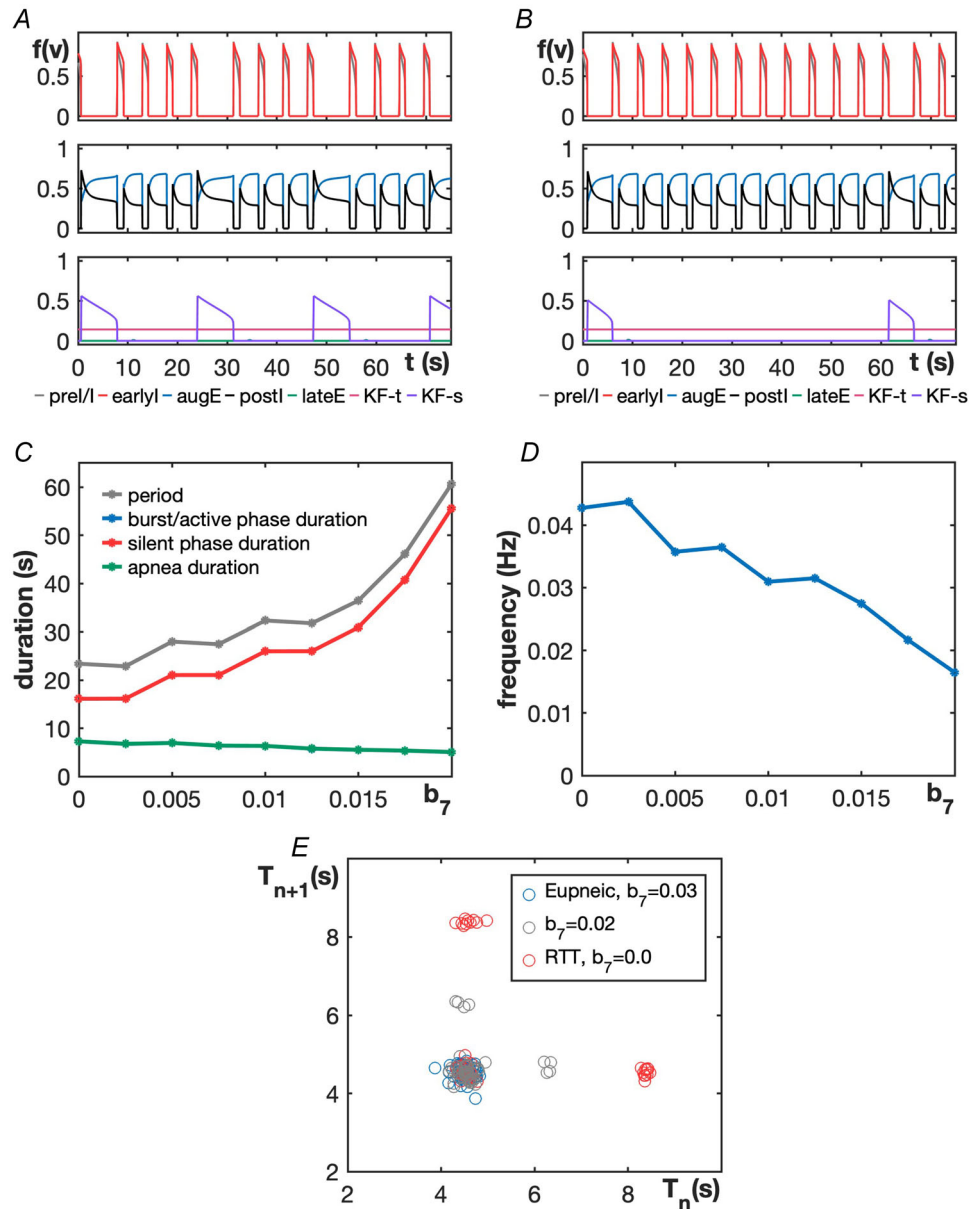 A
B
f(v)
0.5
0
0.5
0
1
0.5
0
1
0.5
0
1
0.5
0
1
0.5
0
0 10 20 30 40 50 60 t (s)
0 10 20 30 40 50 60 t (s)
preI/I earlyI augE postI lateE KF-t KF-s
preI/I earlyI augE postI lateE KF-t KF-s
C
D
duration (s)
60
50
40
30
20
10
0
period
burst/active phase duration
silent phase duration
apnea duration
0 0.005 0.01 0.015 b7
frequency (Hz)
0.04
0.03
0.02
0.01
0
0 0.005 0.01 0.015 b7
E
Tn+1(s)
8
6
4
2
Eupneic, b7=0.03
b7=0.02
RTT, b7=0.0
2 4 6 8 Tn(s)